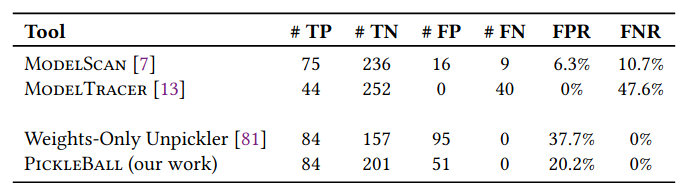 Tool # TP # TN # FP # FN FPR FNR
MODELSCAN [7] 75 236 16 9 6.3% 10.7%
MODELTRACER [13] 44 252 0 40 0% 47.6%
Weights-Only Unpickler [81] 84 157 95 0 37.7% 0%
PICKLEBALL (our work) 84 201 51 0 20.2% 0%